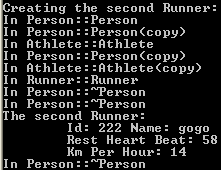 Creating the second Runner:
In Person::Person
In Person::Person(copy)
In Athlete::Athlete
In Person::Person(copy)
In Athlete::Athlete(copy)
In Runner::Runner
In Person::~Person
In Person::~Person
The second Runner:
Id: 222 Name: gogo
Rest Heart Beat: 58
Km Per Hour: 14
In Person::~Person